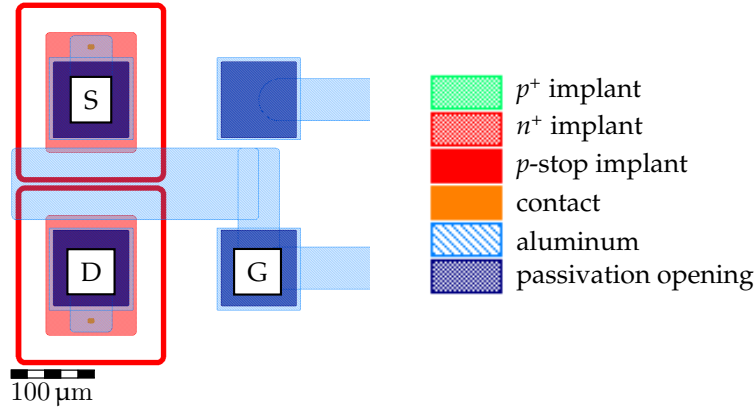 S
D
G
100 µm
p⁺ implant
n⁺ implant
p-stop implant
contact
aluminum
passivation opening